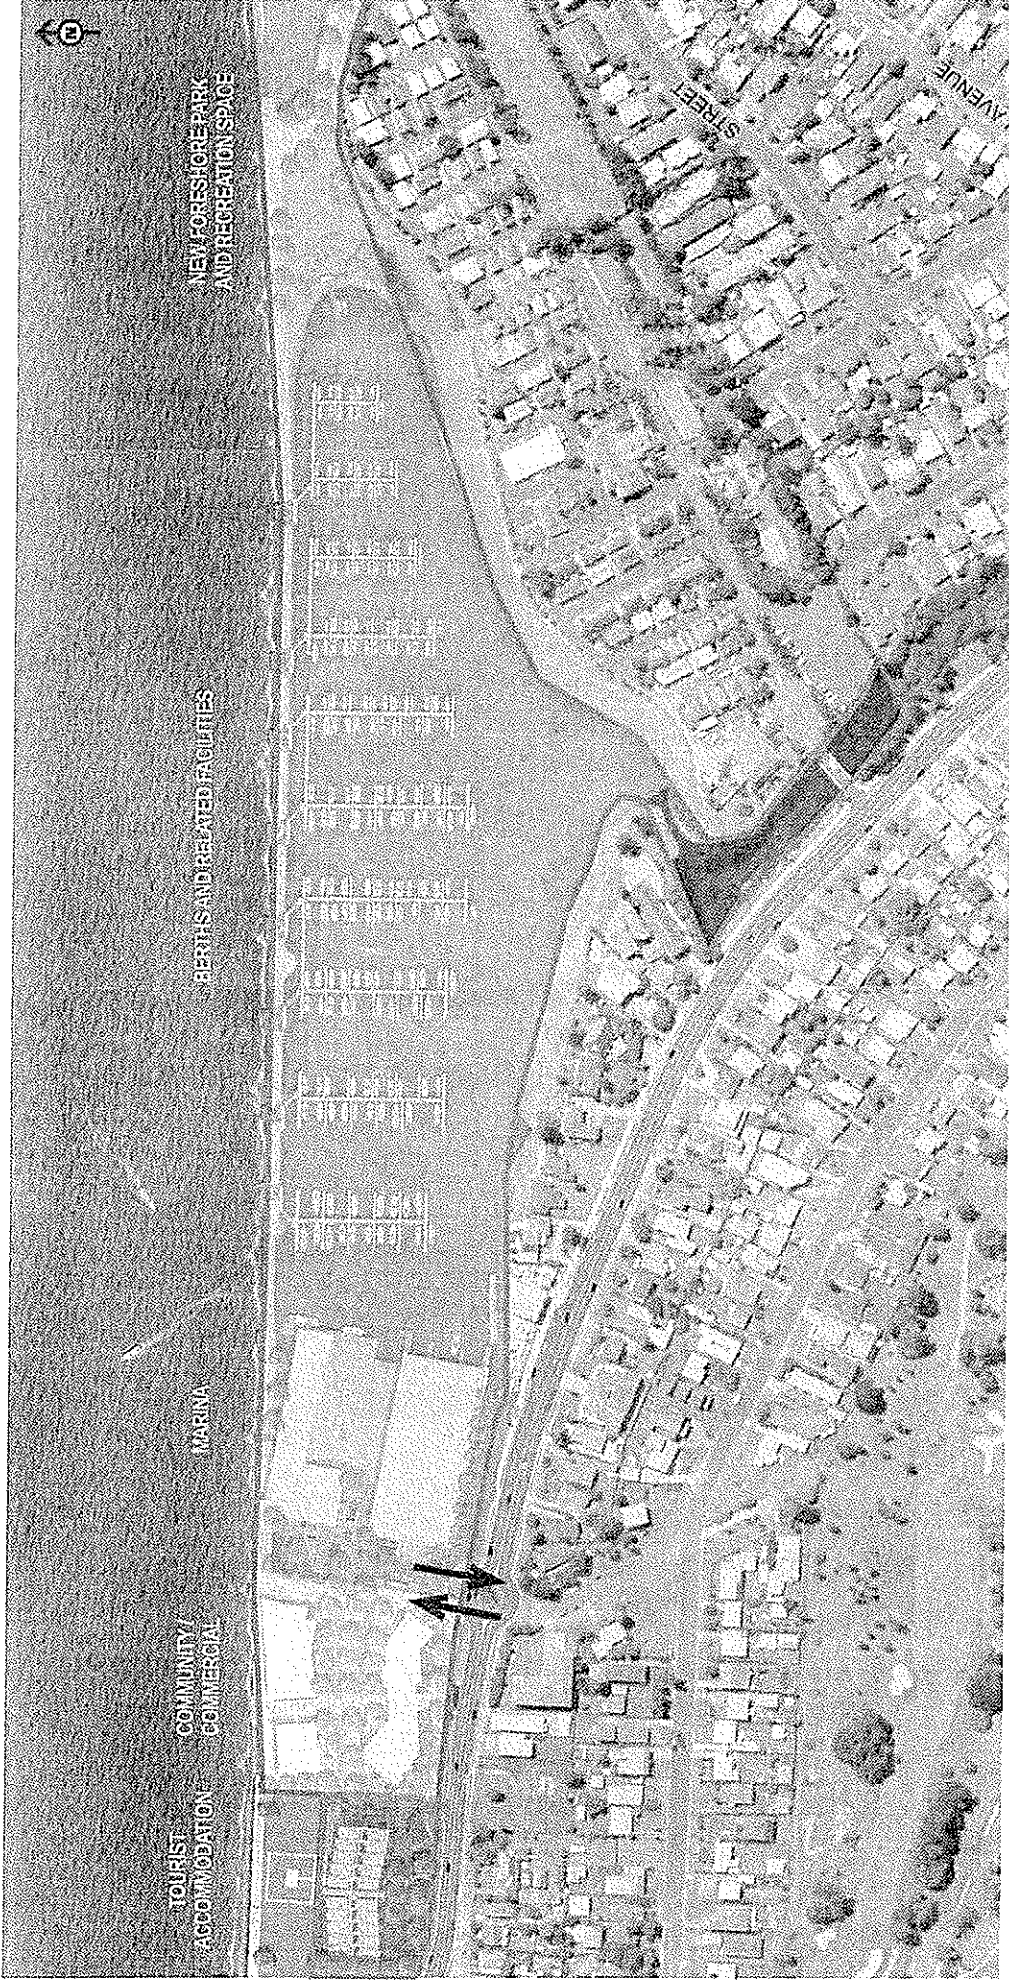 TOURIST
ACCOMMODATION
COMMUNITY/
COMMERCIAL
MARINA
BERTHS AND RELATED FACILITIES
NEW FORESHORE PARK
AND RECREATION SPACE
N
STREET
AVENUE